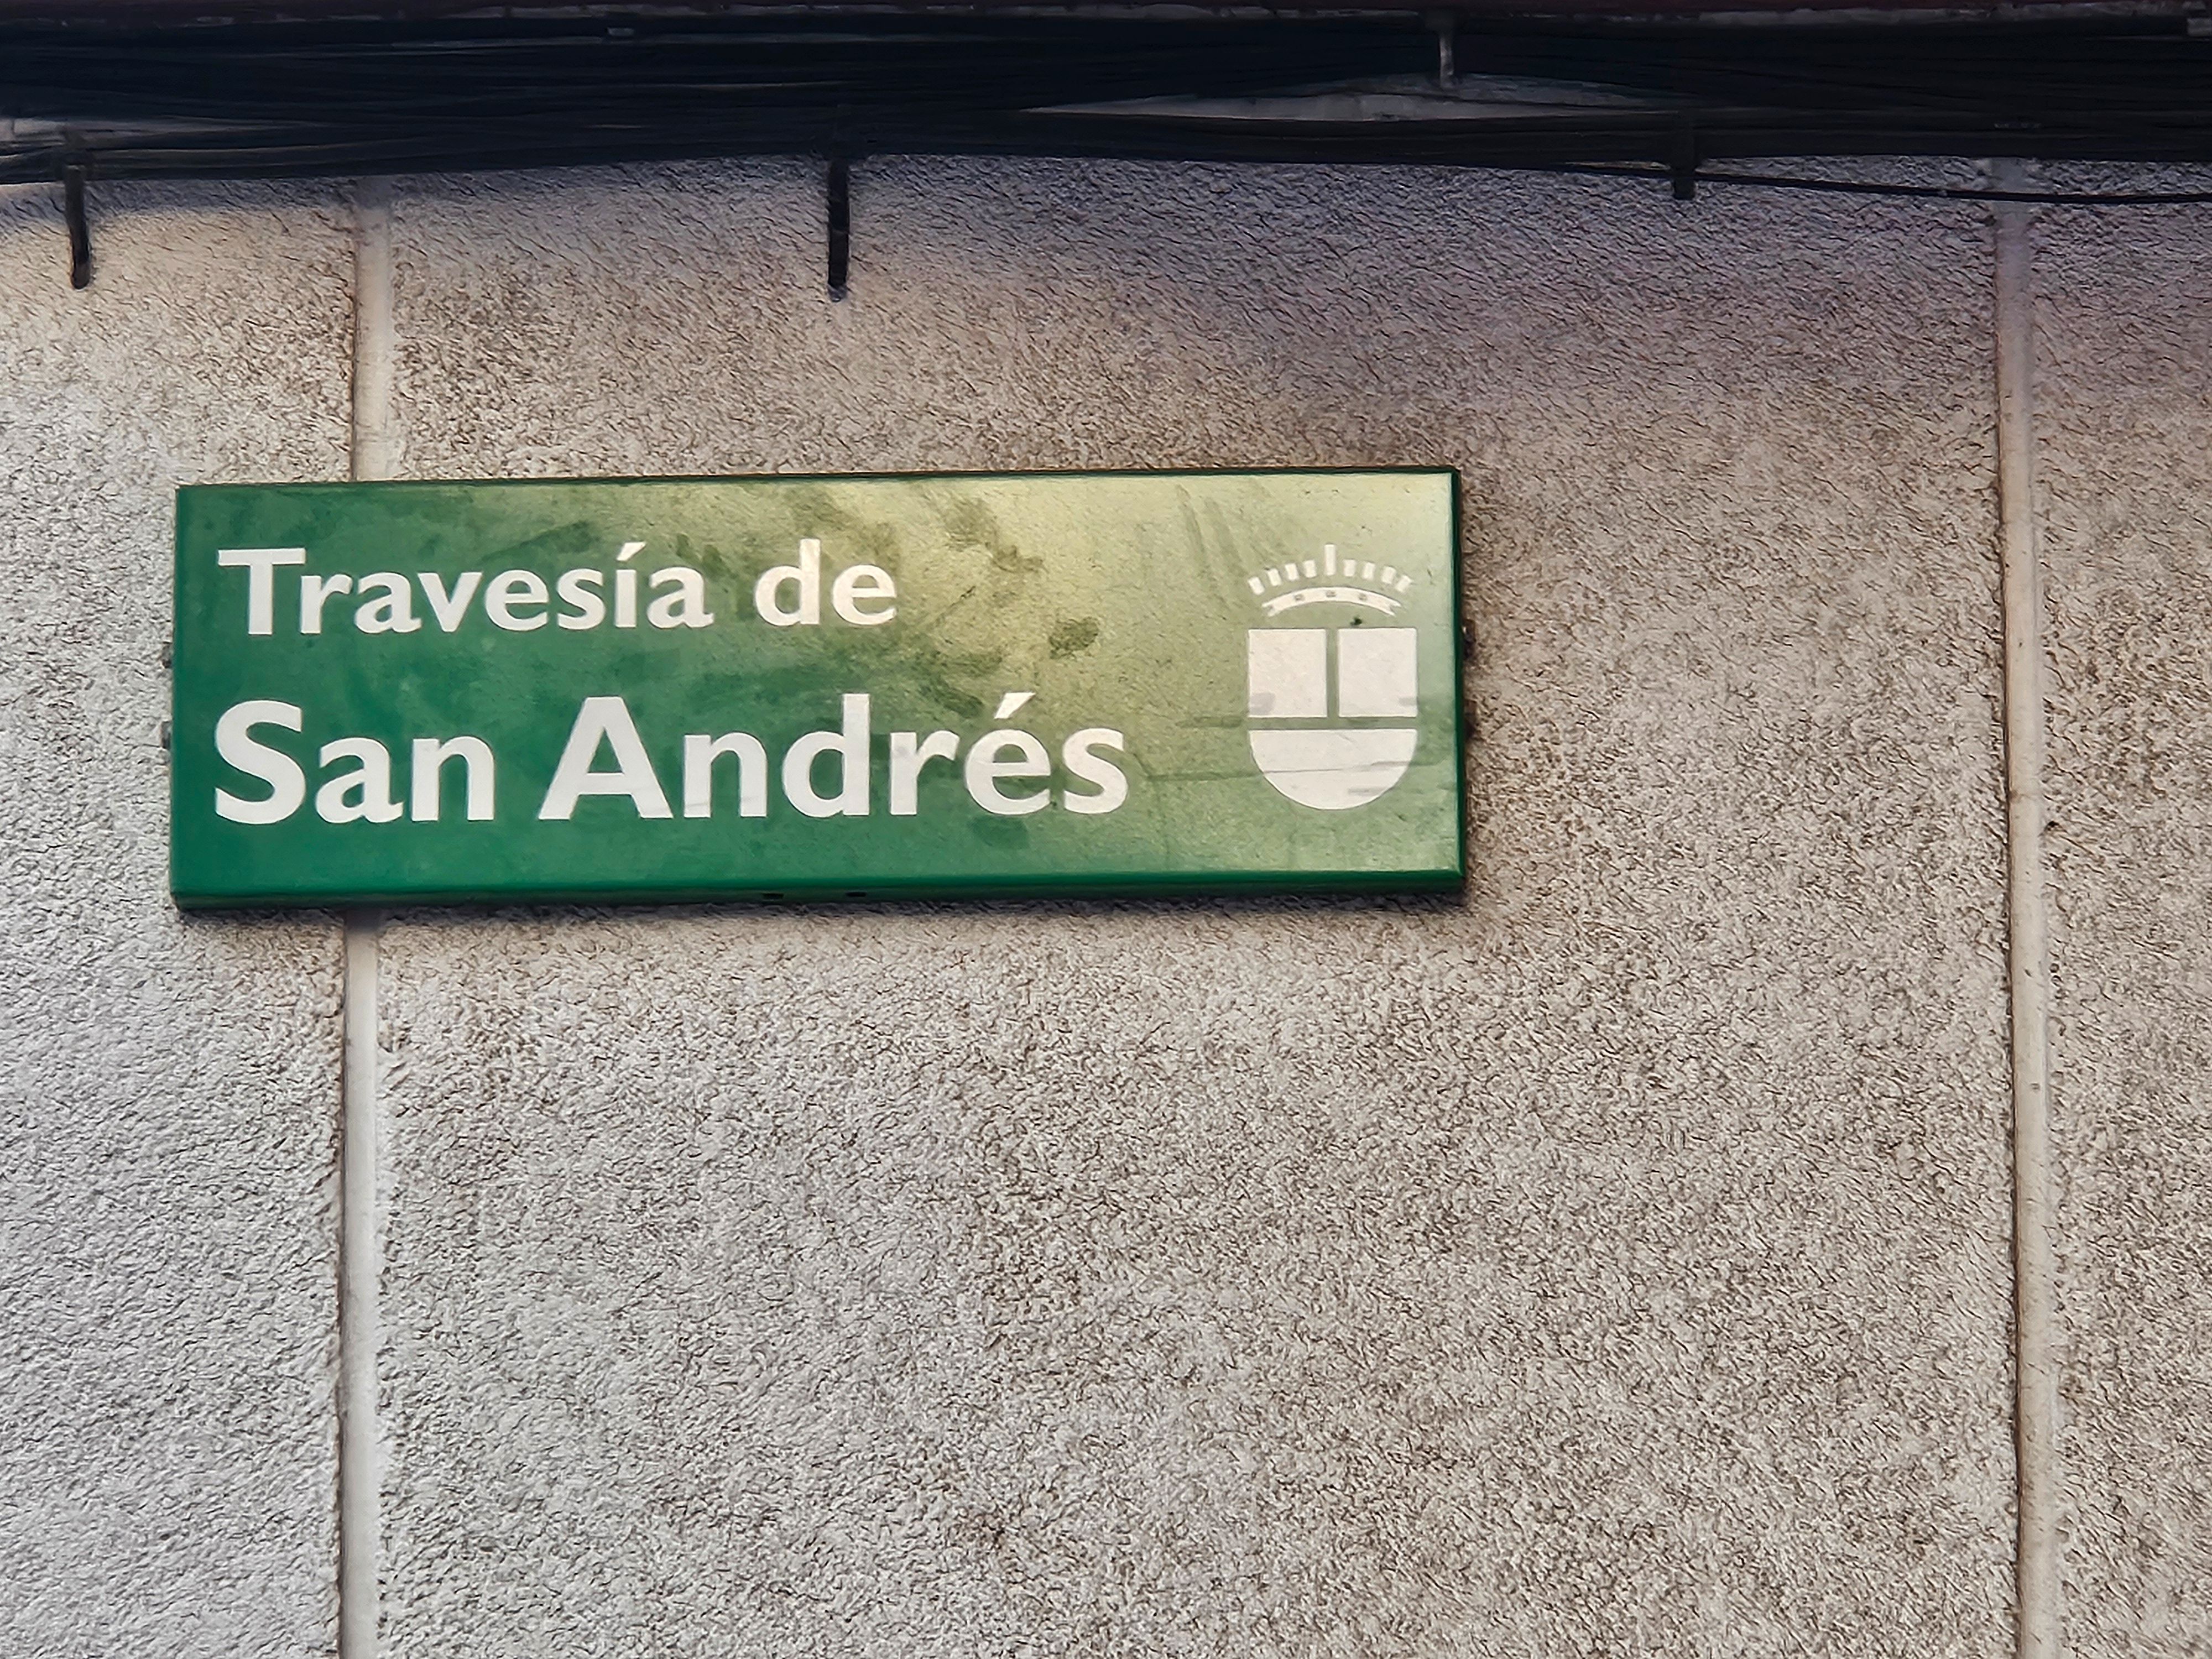 Travesía de
San Andrés